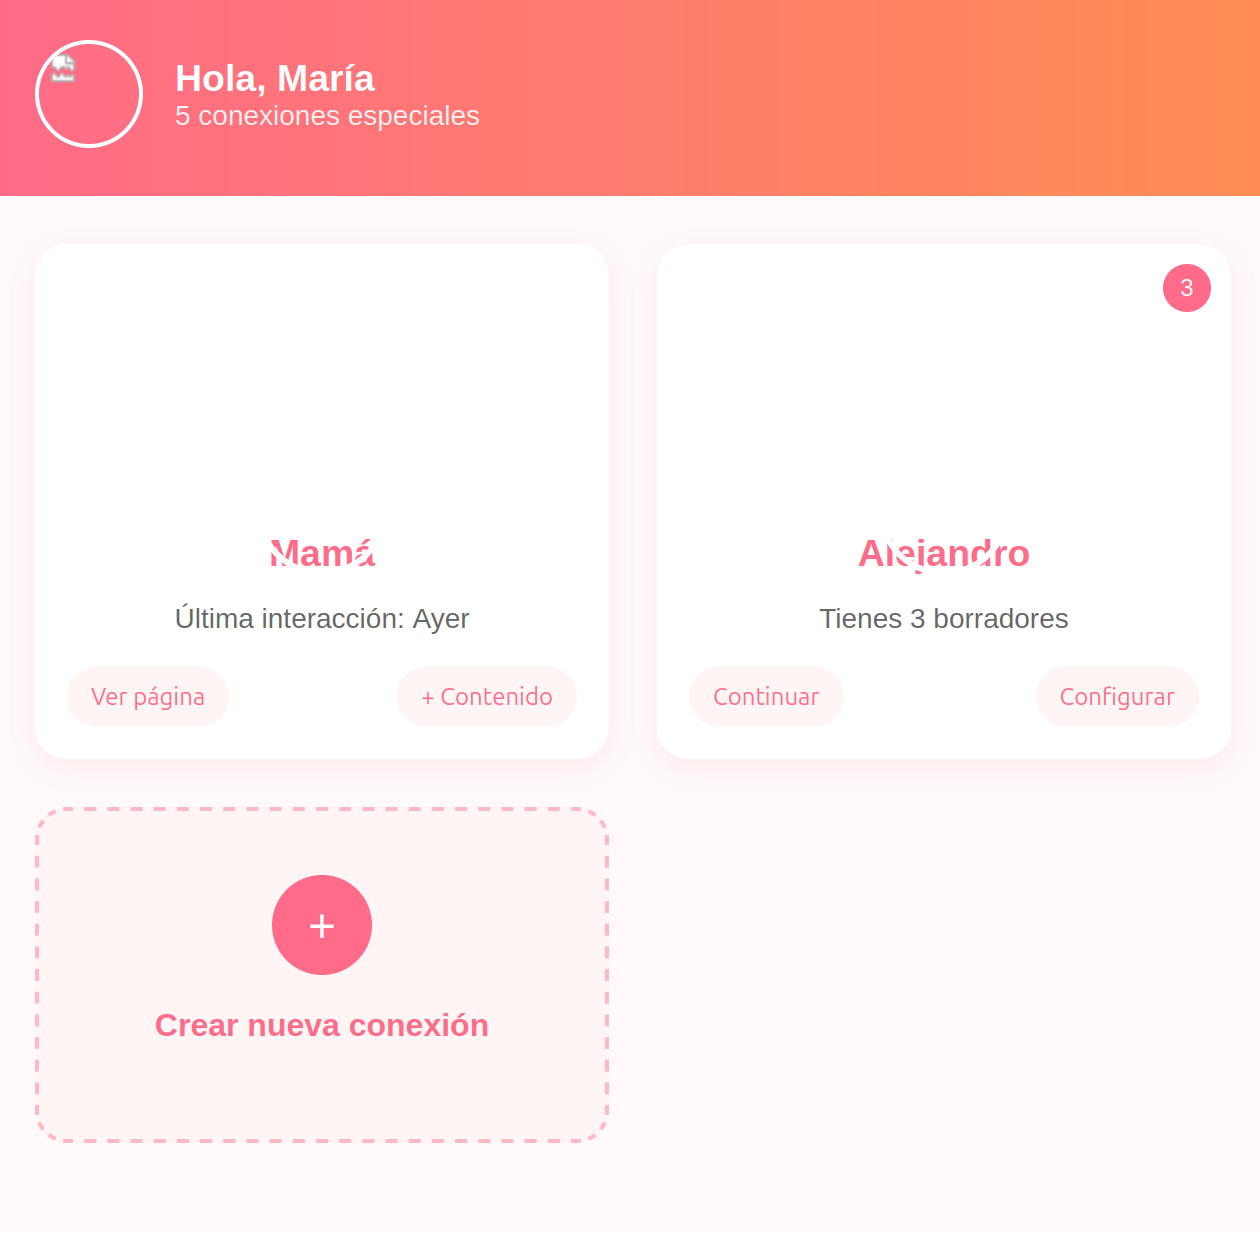 Hola, María
5 conexiones especiales
3
Mamá
Alejandro
Última interacción: Ayer
Tienes 3 borradores
Ver página
+ Contenido
Continuar
Configurar
+
Crear nueva conexión